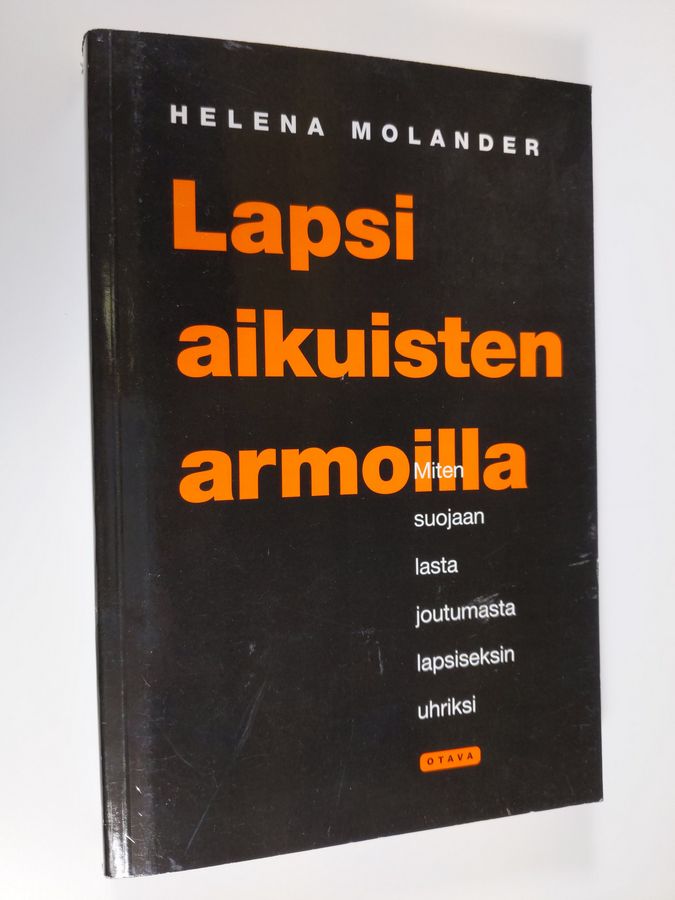 HELENA MOLANDER
Lapsi
aikuisten
armoilla
Miten
suojaan
lasta
joutumasta
lapsiseksin
uhriksi
OTAVA